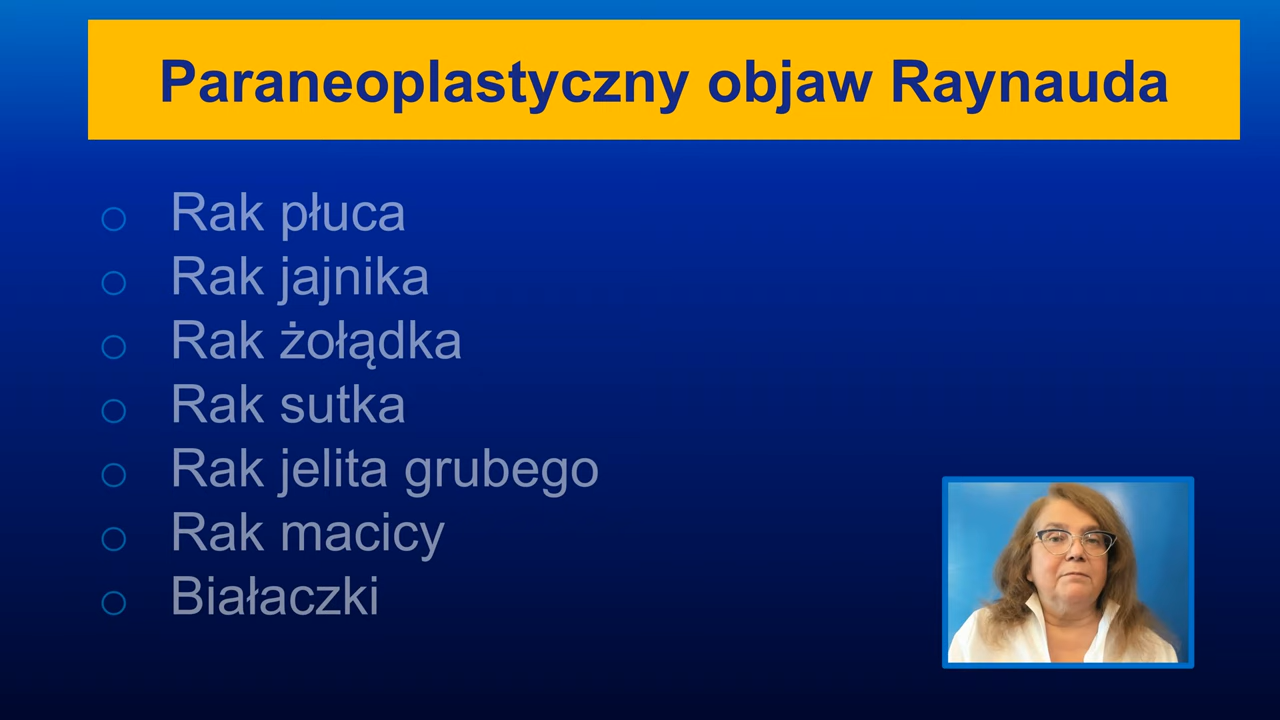 Paraneoplastyczny objaw Raynauda
Rak płuca
Rak jajnika
Rak żołądka
Rak sutka
Rak jelita grubego
Rak macicy
Białaczki